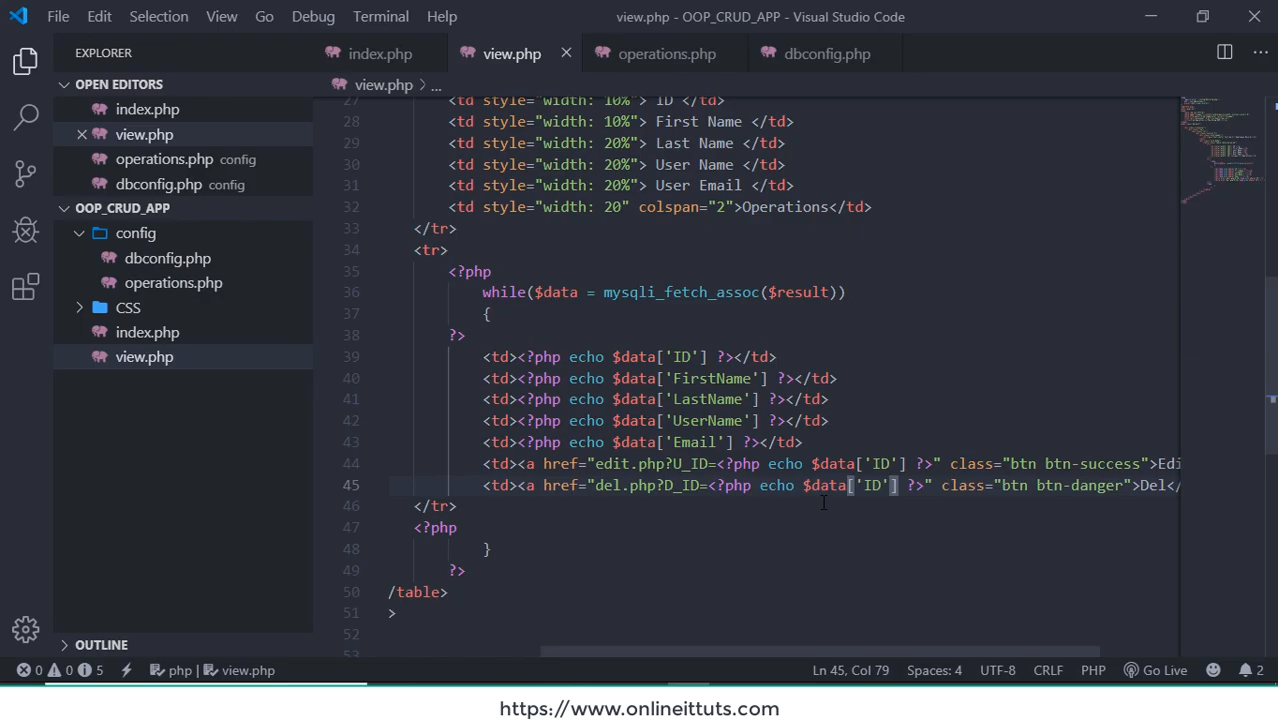 File Edit Selection View Go Debug Terminal Help view.php - OOP_CRUD_APP - Visual Studio Code
EXPLORER index.php view.php operations.php dbconfig.php
OPEN EDITORS view.php > ...
index.php
view.php
operations.php config
dbconfig.php config
OOP_CRUD_APP
config
dbconfig.php
operations.php
CSS
index.php
view.php
OUTLINE
27 <td style="width: 10%"> ID </td>
28 <td style="width: 10%"> First Name </td>
29 <td style="width: 20%"> Last Name </td>
30 <td style="width: 20%"> User Name </td>
31 <td style="width: 20%"> User Email </td>
32 <td style="width: 20" colspan="2">Operations</td>
33 </tr>
34 <tr>
35 <?php
36 while($data = mysqli_fetch_assoc($result))
37 {
38 ?>
39 <td><?php echo $data['ID'] ?></td>
40 <td><?php echo $data['FirstName'] ?></td>
41 <td><?php echo $data['LastName'] ?></td>
42 <td><?php echo $data['UserName'] ?></td>
43 <td><?php echo $data['Email'] ?></td>
44 <td><a href="edit.php?U_ID=<?php echo $data['ID'] ?>" class="btn btn-success">Edi
45 <td><a href="del.php?D_ID=<?php echo $data['ID'] ?>" class="btn btn-danger">Del</
46 </tr>
47 <?php
48 }
49 ?>
50 /table>
51 >
52
53
0 0 5 php view.php Ln 45, Col 79 Spaces: 4 UTF-8 CRLF PHP Go Live 2
https://www.onlineittuts.com